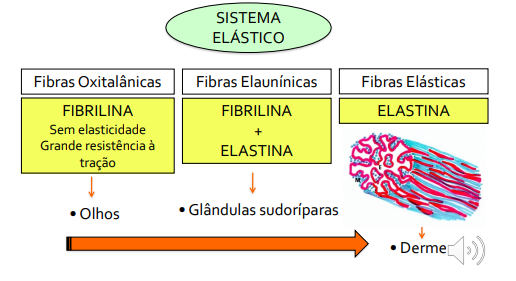 SISTEMA
ELÁSTICO
Fibras Oxitalânicas
FIBRILINA
Sem elasticidade
Grande resistência à
tração
• Olhos
Fibras Elaunínicas
FIBRILINA
+
ELASTINA
• Glândulas sudoríparas
Fibras Elásticas
ELASTINA
M
• Derme